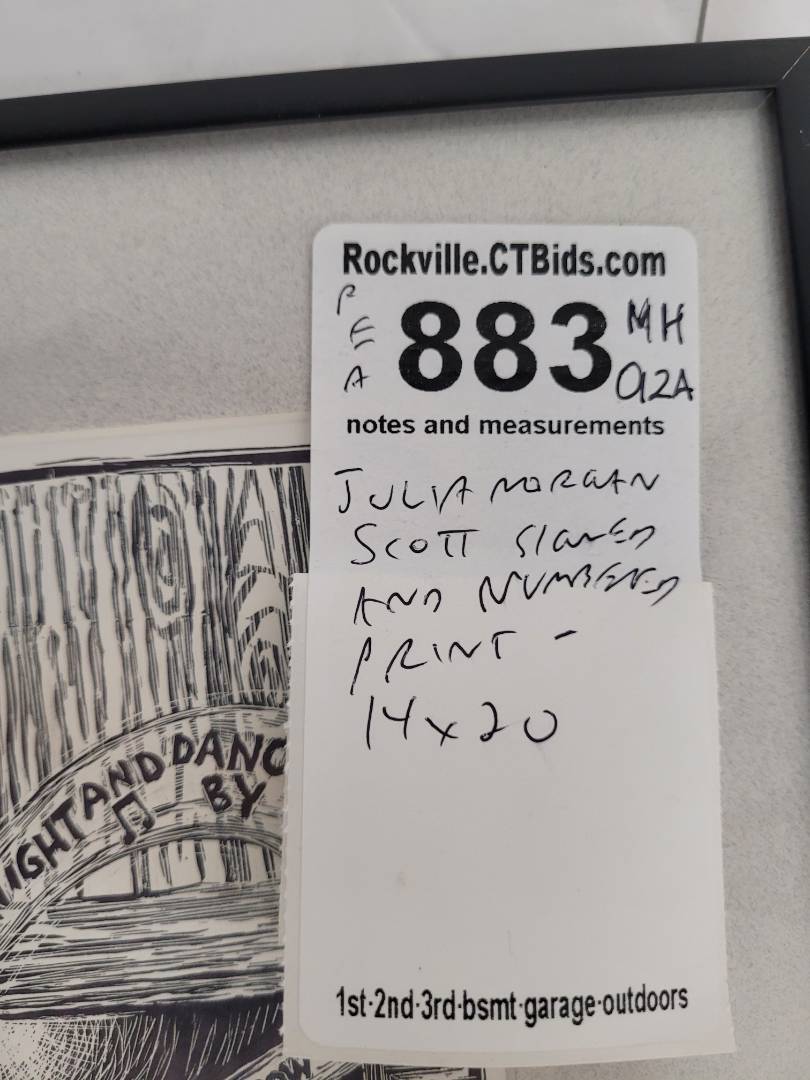 Rockville.CTBids.com
PEA
883
MH
notes and measurements
JULIA MORGAN
SCOTT SIGNED
AND NUMBERED
PRINT -
14x20
IGHT AND DANC
BY
1st·2nd·3rd·bsmt·garage·outdoors